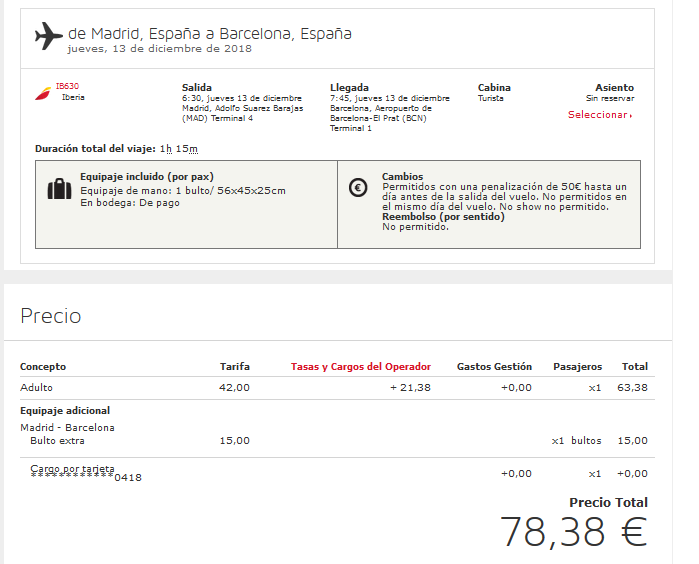 de Madrid, España a Barcelona, España
jueves, 13 de diciembre de 2018
IB630
Iberia
Salida
6:30, jueves 13 de diciembre
Madrid, Adolfo Suarez Barajas
(MAD) Terminal 4
Llegada
7:45, jueves 13 de diciembre
Barcelona, Aeropuerto de
Barcelona-El Prat (BCN)
Terminal 1
Cabina
Turista
Asiento
Sin reservar
Seleccionar
Duración total del viaje: 1h 15m
Equipaje incluido (por pax)
Equipaje de mano: 1 bulto/ 56x45x25cm
En bodega: De pago
Cambios
Permitidos con una penalización de 50€ hasta un
día antes de la salida del vuelo. No permitidos en
el mismo día del vuelo. No show no permitido.
Reembolso (por sentido)
No permitido.
Precio
Concepto Tarifa Tasas y Cargos del Operador Gastos Gestión Pasajeros Total
Adulto 42,00 + 21,38 +0,00 x1 63,38
Equipaje adicional
Madrid - Barcelona
Bulto extra 15,00 x1 bultos 15,00
Cargo por tarjeta
************0418 +0,00 x1 +0,00
Precio Total
78,38 €